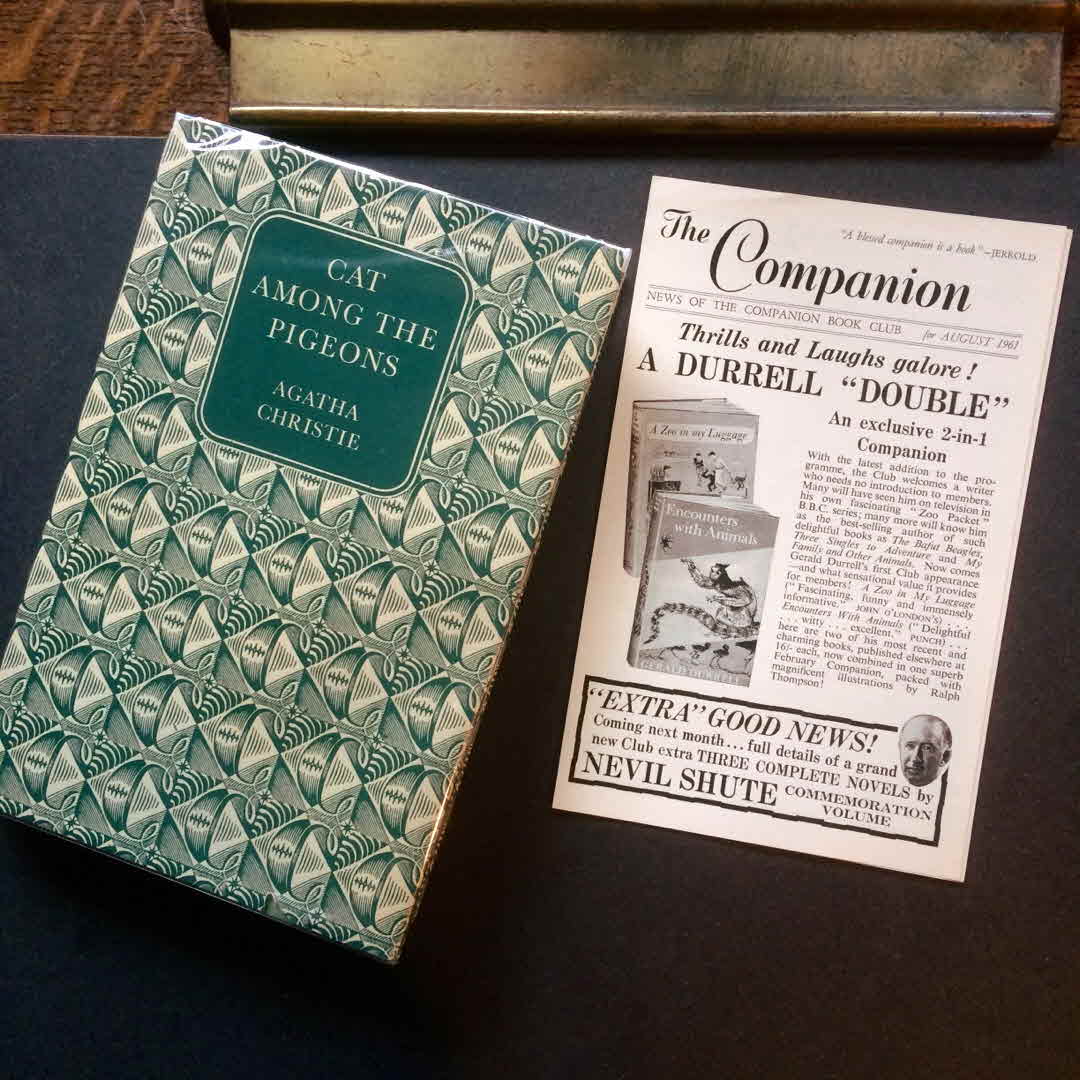 CAT
AMONG THE
PIGEONS
AGATHA
CHRISTIE
The Companion
"A blessed companion is a book"—JERROLD.
NEWS OF THE COMPANION BOOK CLUB
for AUGUST 1961
Thrills and Laughs galore!
A DURRELL "DOUBLE"
A Zoo in my Luggage
Encounters
with Animals
GERALD DURRELL
An exclusive 2-in-1
Companion
With the latest addition to the pro-
gramme, the Club welcomes a writer
who needs no introduction to members.
Many will have seen him on television in
his own fascinating "Zoo Packet"
B.B.C. series; many more will know him
as the best-selling author of such
delightful books as The Bafut Beagles,
Three Singles to Adventure and My
Family and Other Animals. Now comes
Gerald Durrell's first Club appearance
—and what sensational value it provides
for members! A Zoo in My Luggage
("Fascinating, funny and immensely
informative." JOHN O'LONDON'S) . . .
Encounters With Animals ("Delightful
. . . witty . . . excellent." PUNCH) . . .
here are two of his most recent and
charming books, published elsewhere at
16/- each, now combined in one superb
February Companion, packed with
magnificent illustrations by Ralph
Thompson!
"EXTRA" GOOD NEWS!
Coming next month... full details of a grand
new Club extra THREE COMPLETE NOVELS by
NEVIL SHUTE COMMEMORATION
VOLUME